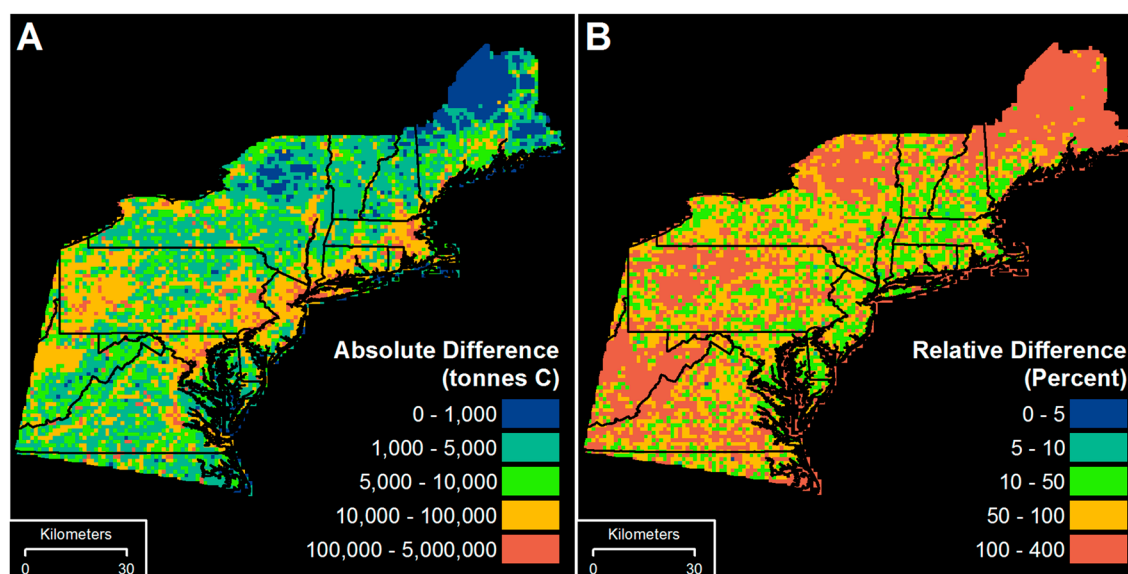 A
Absolute Difference
(tonnes C)
0 - 1,000
1,000 - 5,000
5,000 - 10,000
10,000 - 100,000
100,000 - 5,000,000
Kilometers
0 30
B
Relative Difference
(Percent)
0 - 5
5 - 10
10 - 50
50 - 100
100 - 400
Kilometers
0 30